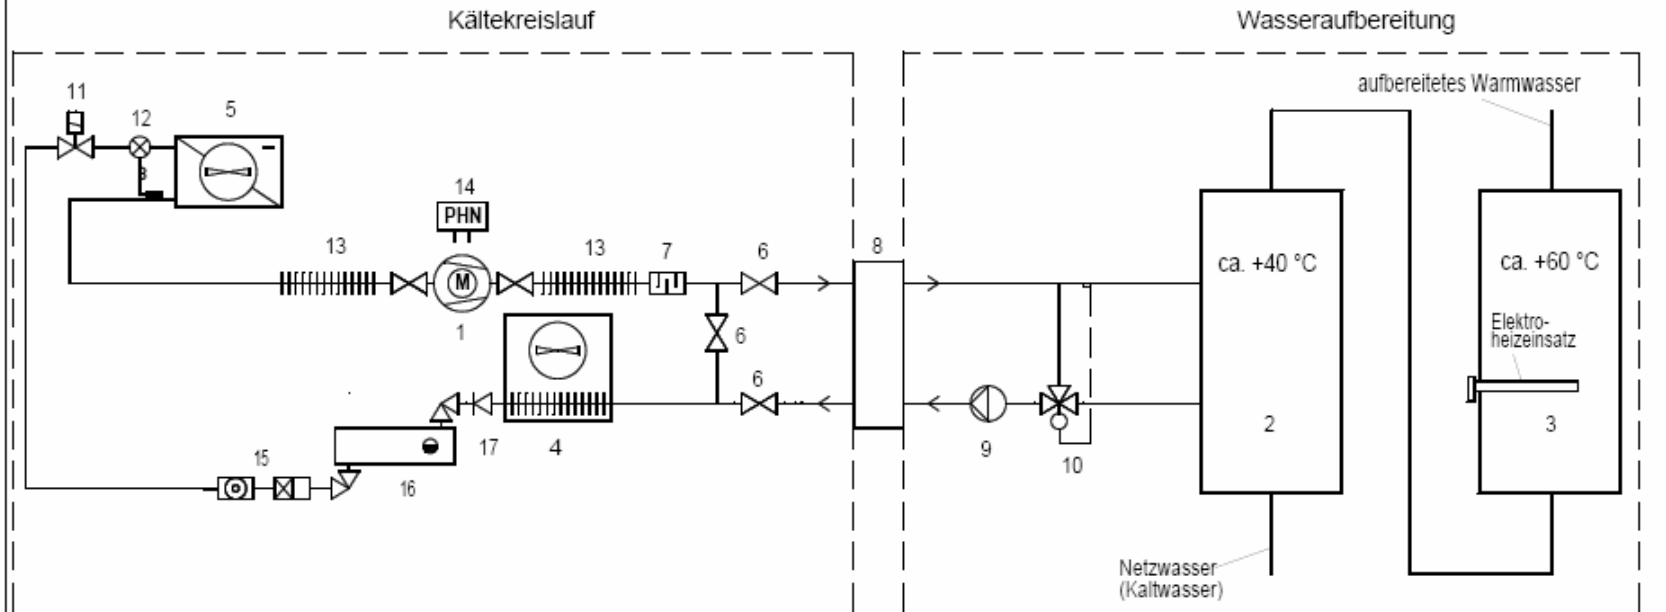 Kältekreislauf
Wasseraufbereitung
aufbereitetes Warmwasser
11
12
5
14
PHN
13
13
7
6
8
M
1
6
ca. +40 °C
ca. +60 °C
Elektro-
heizeinsatz
6
17
4
9
10
2
3
15
16
Netzwasser
(Kaltwasser)